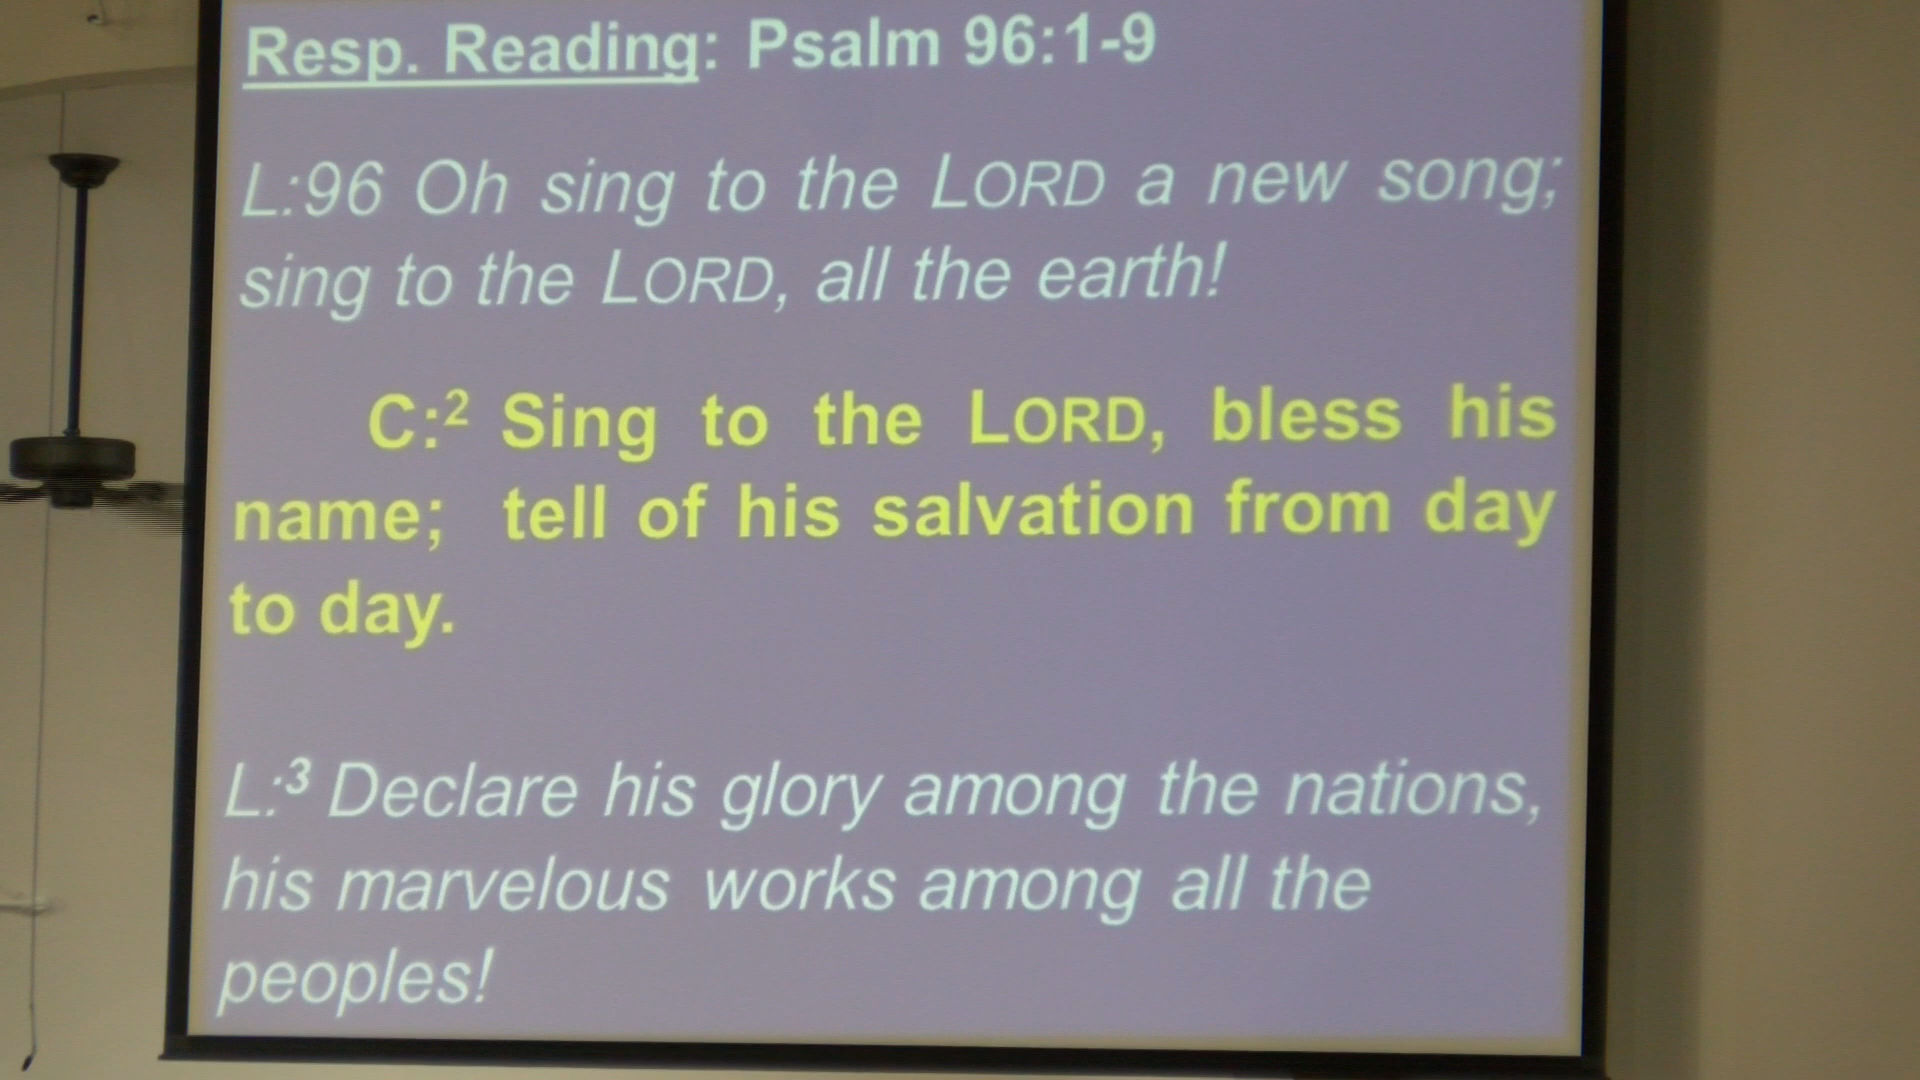 Resp. Reading: Psalm 96:1-9
L:96 Oh sing to the LORD a new song;
sing to the LORD, all the earth!
C:2 Sing to the LORD, bless his
name; tell of his salvation from day
to day.
L:3 Declare his glory among the nations,
his marvelous works among all the
peoples!